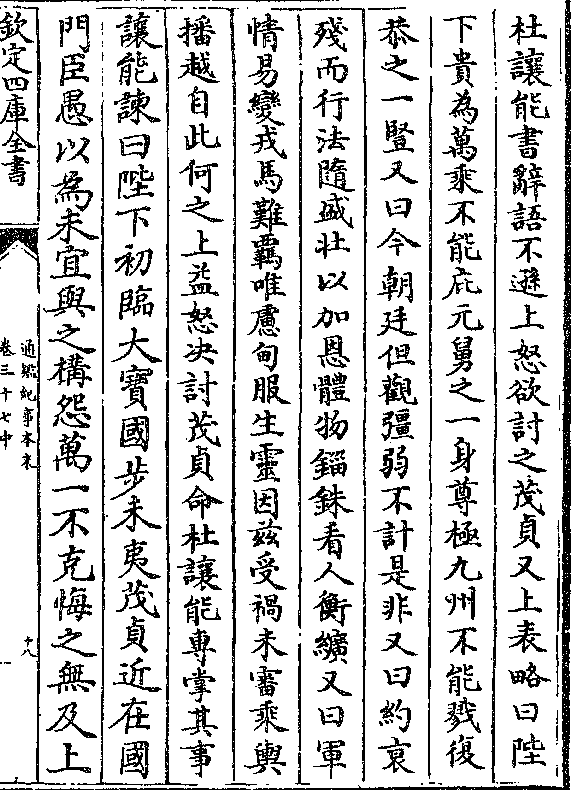 杜讓能書辭語不遜上怒欲討之茂貞又上表略曰陛
下貴為萬乘不能庇元舅之一身尊極九州不能戮復
恭之一豎又曰今朝廷但觀彊弱不計是非又曰約衰
殘而行法隨盛壯以加恩體物錙銖看人衡纊又曰軍
情易變戎馬難羈唯慮甸服生靈因兹受禍未審乘輿
播越自此何之上益怒決討茂貞命杜讓能專掌其事
讓能諫曰陛下初臨大寶國步未夷茂貞近在國
門臣愚以為未宜與之構怨萬一不克悔之無及上
欽定四庫全書
通鑑紀事本末
卷三十七中
十八